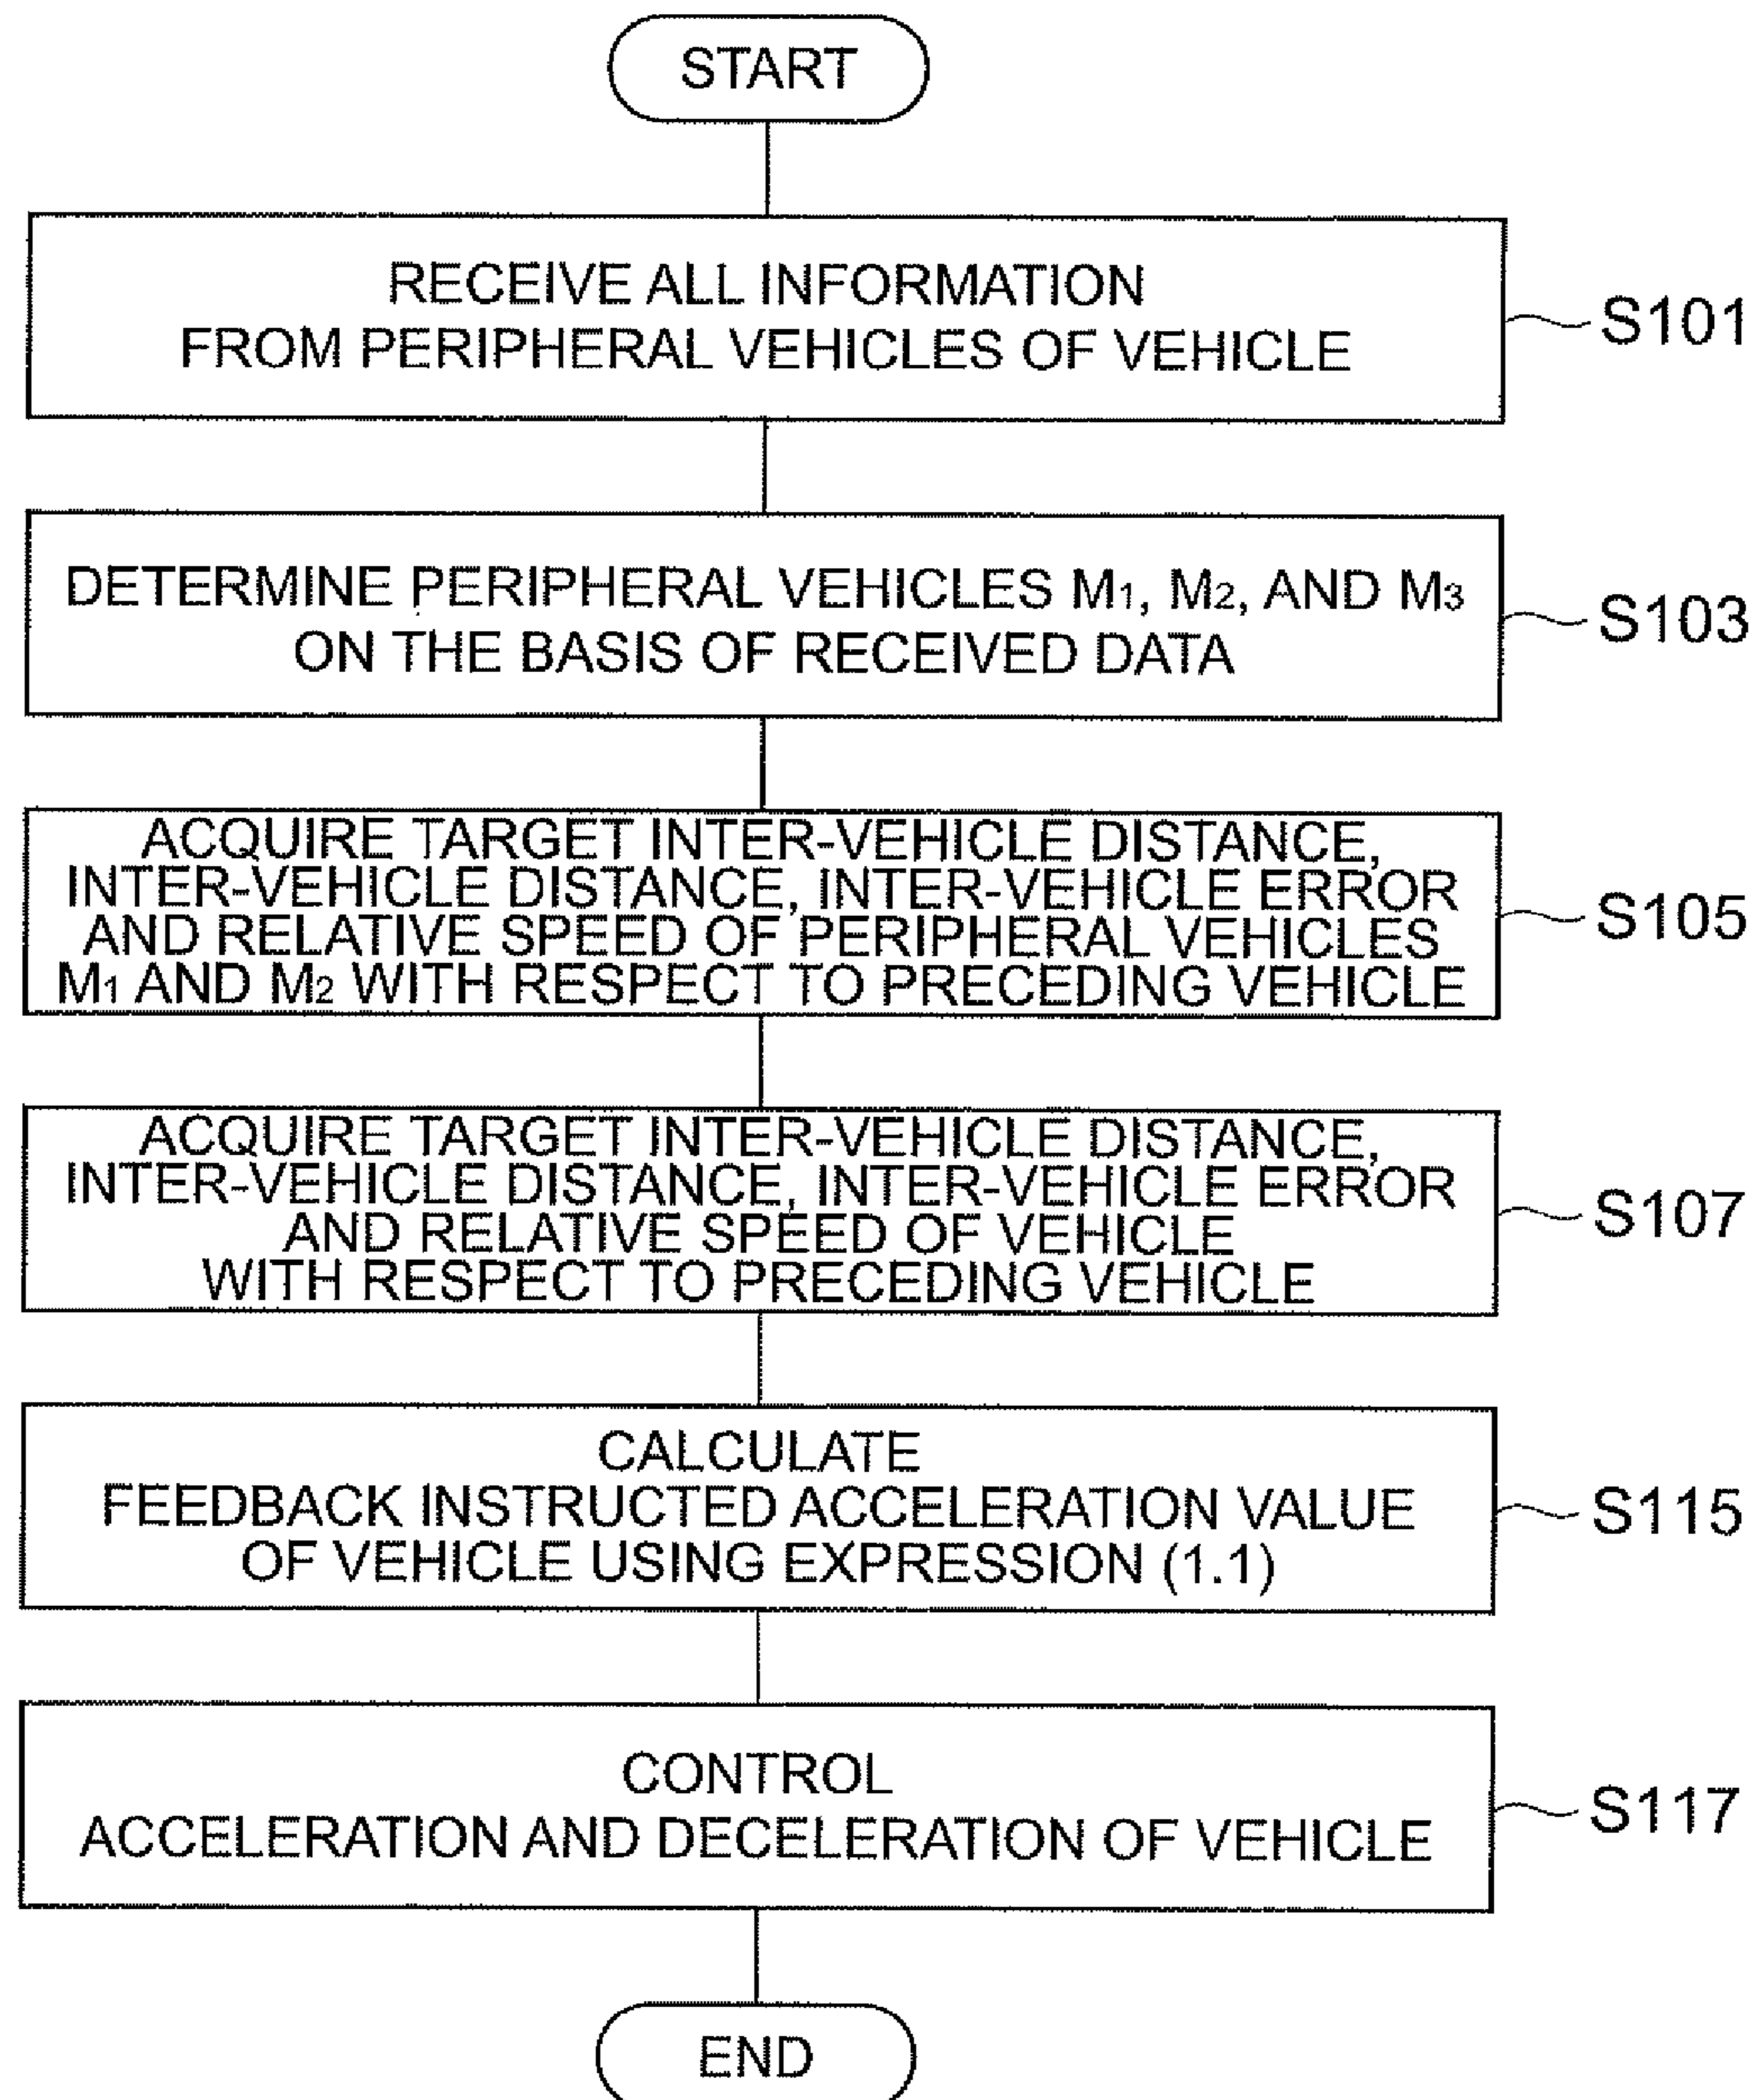 START
RECEIVE ALL INFORMATION
FROM PERIPHERAL VEHICLES OF VEHICLE
S101
DETERMINE PERIPHERAL VEHICLES M1, M2, AND M3
ON THE BASIS OF RECEIVED DATA
S103
ACQUIRE TARGET INTER-VEHICLE DISTANCE,
INTER-VEHICLE DISTANCE, INTER-VEHICLE ERROR
AND RELATIVE SPEED OF PERIPHERAL VEHICLES
M1 AND M2 WITH RESPECT TO PRECEDING VEHICLE
S105
ACQUIRE TARGET INTER-VEHICLE DISTANCE,
INTER-VEHICLE DISTANCE, INTER-VEHICLE ERROR
AND RELATIVE SPEED OF VEHICLE
WITH RESPECT TO PRECEDING VEHICLE
S107
CALCULATE
FEEDBACK INSTRUCTED ACCELERATION VALUE
OF VEHICLE USING EXPRESSION (1.1)
S115
CONTROL
ACCELERATION AND DECELERATION OF VEHICLE
S117
END